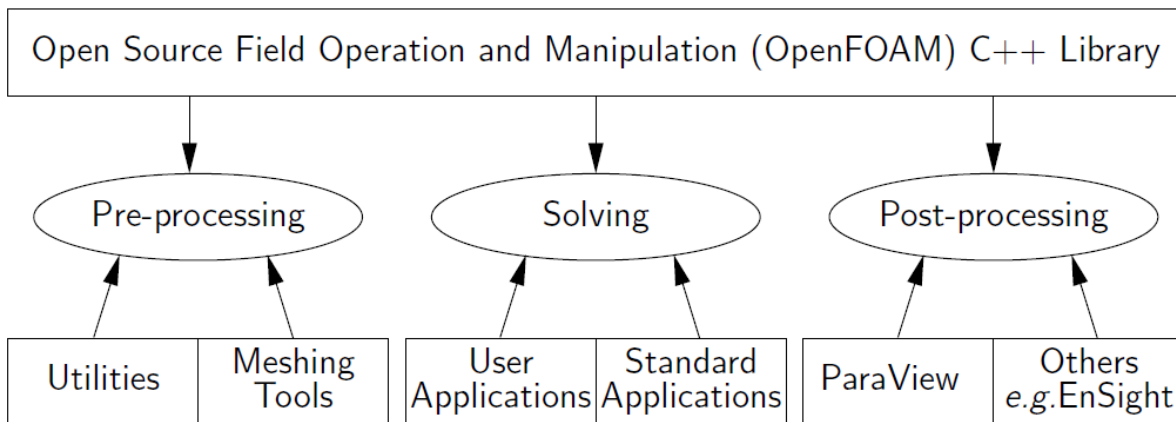 Open Source Field Operation and Manipulation (OpenFOAM) C++ Library
Pre-processing
Solving
Post-processing
Utilities
Meshing
Tools
User
Applications
Standard
Applications
ParaView
Others
e.g.EnSight